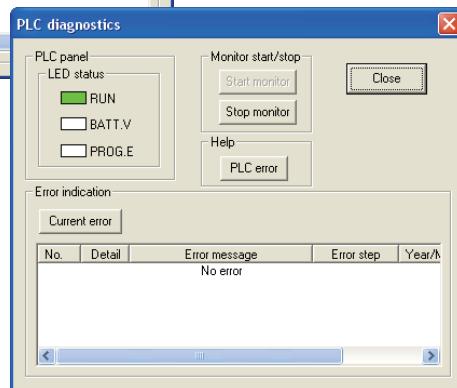 PLC diagnostics
PLC panel
LED status
RUN
BATT.V
PROG.E
Monitor start/stop
Start monitor
Stop monitor
Close
Help
PLC error
Error indication
Current error
No. Detail Error message Error step Year/M
No error